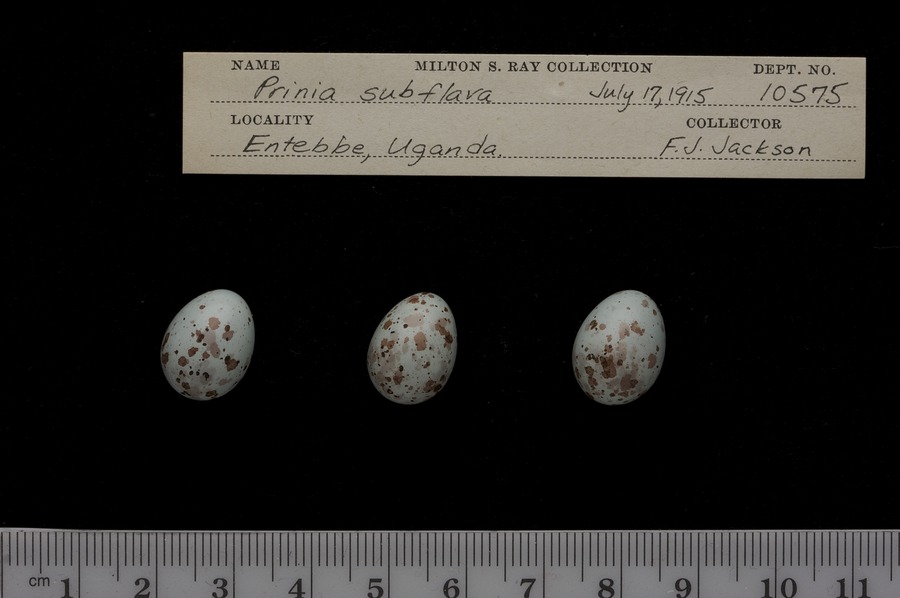 NAME MILTON S. RAY COLLECTION DEPT. NO.
Prinia subflava July 17, 1915 10575
LOCALITY COLLECTOR
Entebbe, Uganda. F.J. Jackson
cm 1 2 3 4 5 6 7 8 9 10 11